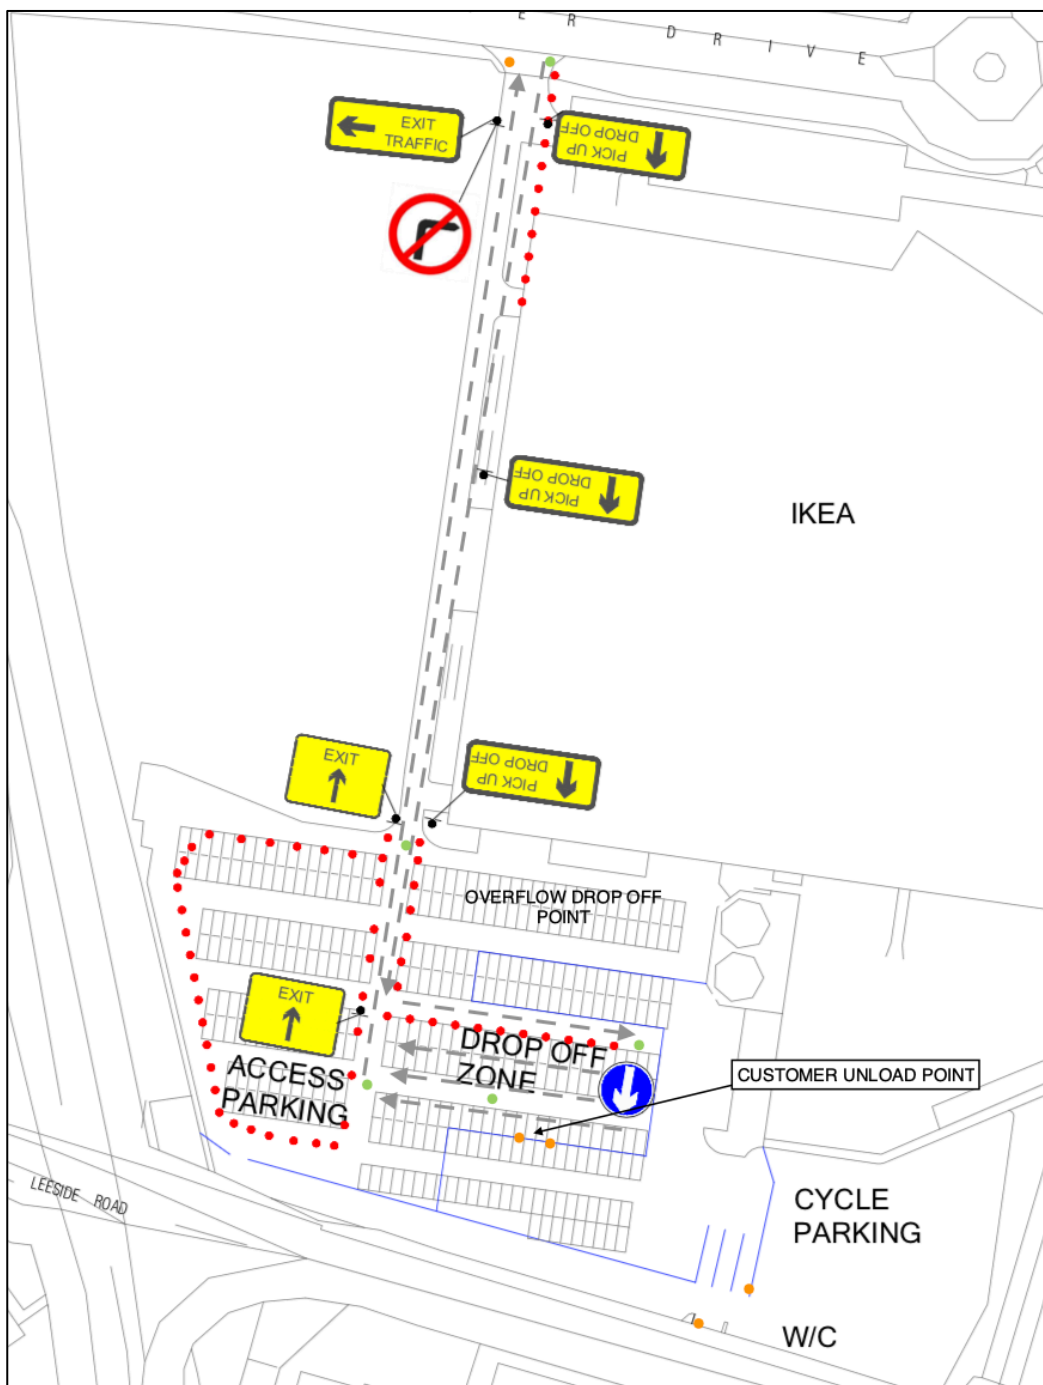 E R D R I V E
EXIT
TRAFFIC
PICK UP
DROP OFF
PICK UP
DROP OFF
IKEA
EXIT
PICK UP
DROP OFF
OVERFLOW DROP OFF
POINT
EXIT
DROP OFF
ZONE
ACCESS
PARKING
CUSTOMER UNLOAD POINT
LEESIDE ROAD
CYCLE
PARKING
W/C